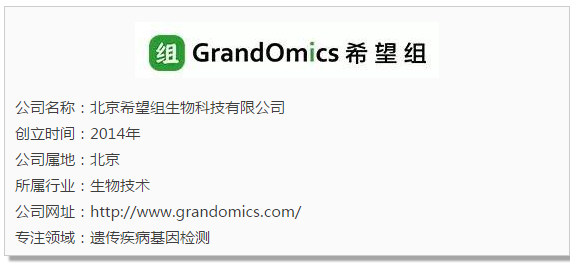 组 GrandOmics 希望组
公司名称：北京希望组生物科技有限公司
创立时间：2014年
公司属地：北京
所属行业：生物技术
公司网址：http://www.grandomics.com/
专注领域：遗传疾病基因检测